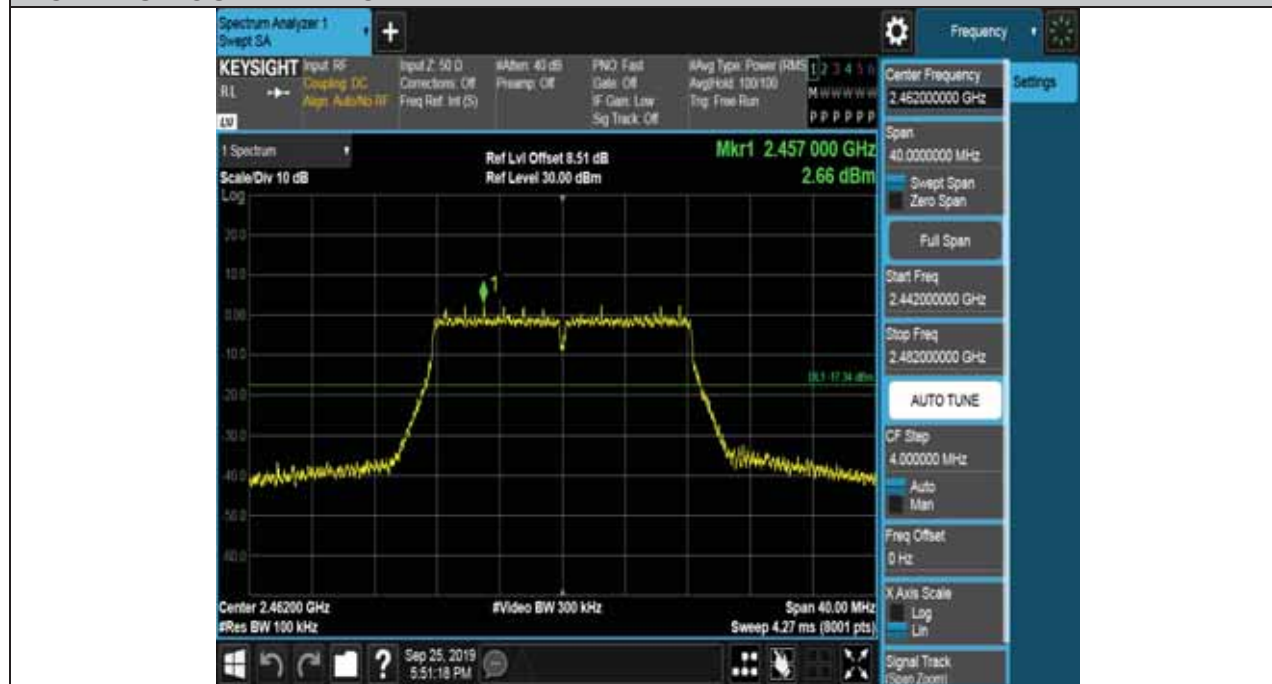 Spectrum Analyzer 1
Swept SA
Frequency
KEYSIGHT
RL
Input: RF
Coupling: DC
Align: Auto/No RF
Input Z: 50 Ω
Corrections: Off
Freq Ref: Int (S)
#Atten: 40 dB
Preamp: Off
PNO: Fast
Gate: Off
IF Gain: Low
Sig Track: Off
#Avg Type: Power (RMS
Avg|Hold: 100/100
Trig: Free Run
1 2 3 4 5 6
M W W W W W
P P P P P P
Settings
Center Frequency
2.462000000 GHz
Span
40.0000000 MHz
Swept Span
Zero Span
Full Span
Start Freq
2.442000000 GHz
Stop Freq
2.482000000 GHz
AUTO TUNE
CF Step
4.000000 MHz
Auto
Man
Freq Offset
0 Hz
X Axis Scale
Log
Lin
Signal Track
(Span Zoom)
1 Spectrum
Scale/Div 10 dB
Log
Ref Lvl Offset 8.51 dB
Ref Level 30.00 dBm
Mkr1 2.457 000 GHz
2.66 dBm
20.0
10.0
0.00
-10.0
-20.0
-30.0
-40.0
-50.0
-60.0
1
DL1 -17.34 dBm
Center 2.46200 GHz
#Res BW 100 kHz
#Video BW 300 kHz
Span 40.00 MHz
Sweep 4.27 ms (8001 pts)
Sep 25, 2019
5:51:18 PM